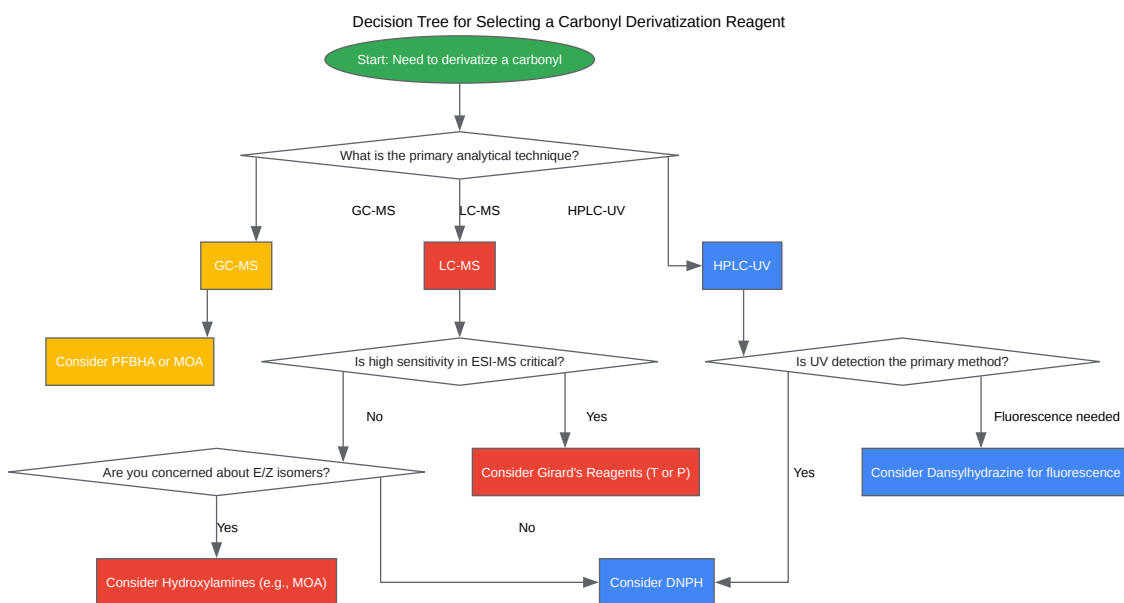 Decision Tree for Selecting a Carbonyl Derivatization Reagent
Start: Need to derivatize a carbonyl
What is the primary analytical technique?
GC-MS
LC-MS
HPLC-UV
GC-MS
LC-MS
HPLC-UV
Consider PFBHA or MOA
Is high sensitivity in ESI-MS critical?
Is UV detection the primary method?
No
Yes
Fluorescence needed
Are you concerned about E/Z isomers?
Consider Girard's Reagents (T or P)
Yes
Consider Dansylhydrazine for fluorescence
Yes
No
Consider Hydroxylamines (e.g., MOA)
Consider DNPH